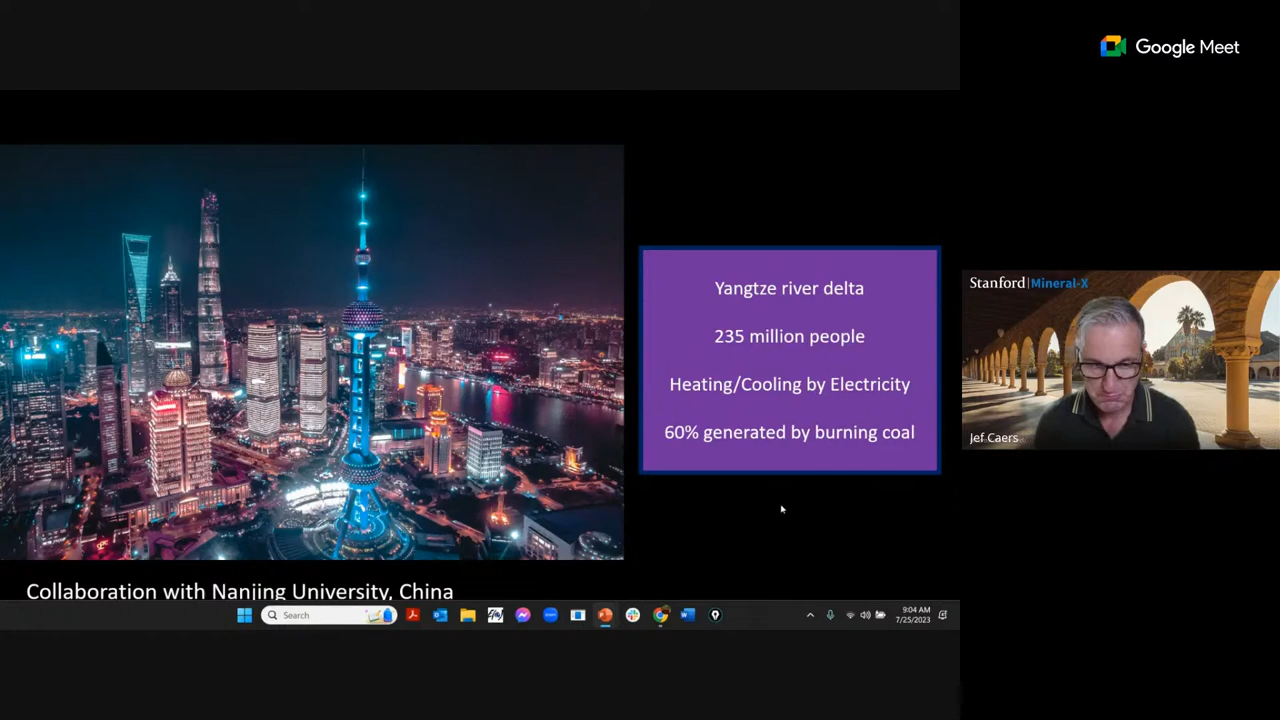 Google Meet
Yangtze river delta
235 million people
Heating/Cooling by Electricity
60% generated by burning coal
Stanford | Mineral-X
Jef Caers
Collaboration with Nanjing University, China
Search
9:04 AM
7/25/2023